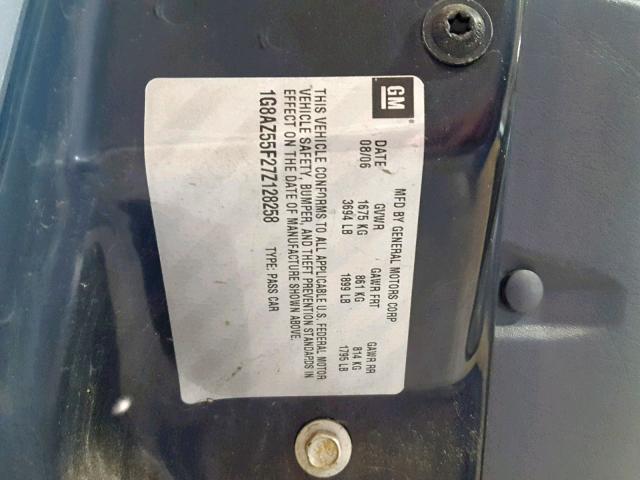 GM
MFD BY GENERAL MOTORS CORP
DATE GVWR GAWR FRT GAWR RR
08/06 1675 KG 861 KG 814 KG
3694 LB 1899 LB 1795 LB
THIS VEHICLE CONFORMS TO ALL APPLICABLE U.S. FEDERAL MOTOR
VEHICLE SAFETY, BUMPER, AND THEFT PREVENTION STANDARDS IN
EFFECT ON THE DATE OF MANUFACTURE SHOWN ABOVE.
1G8AZ55F27Z128258 TYPE: PASS CAR